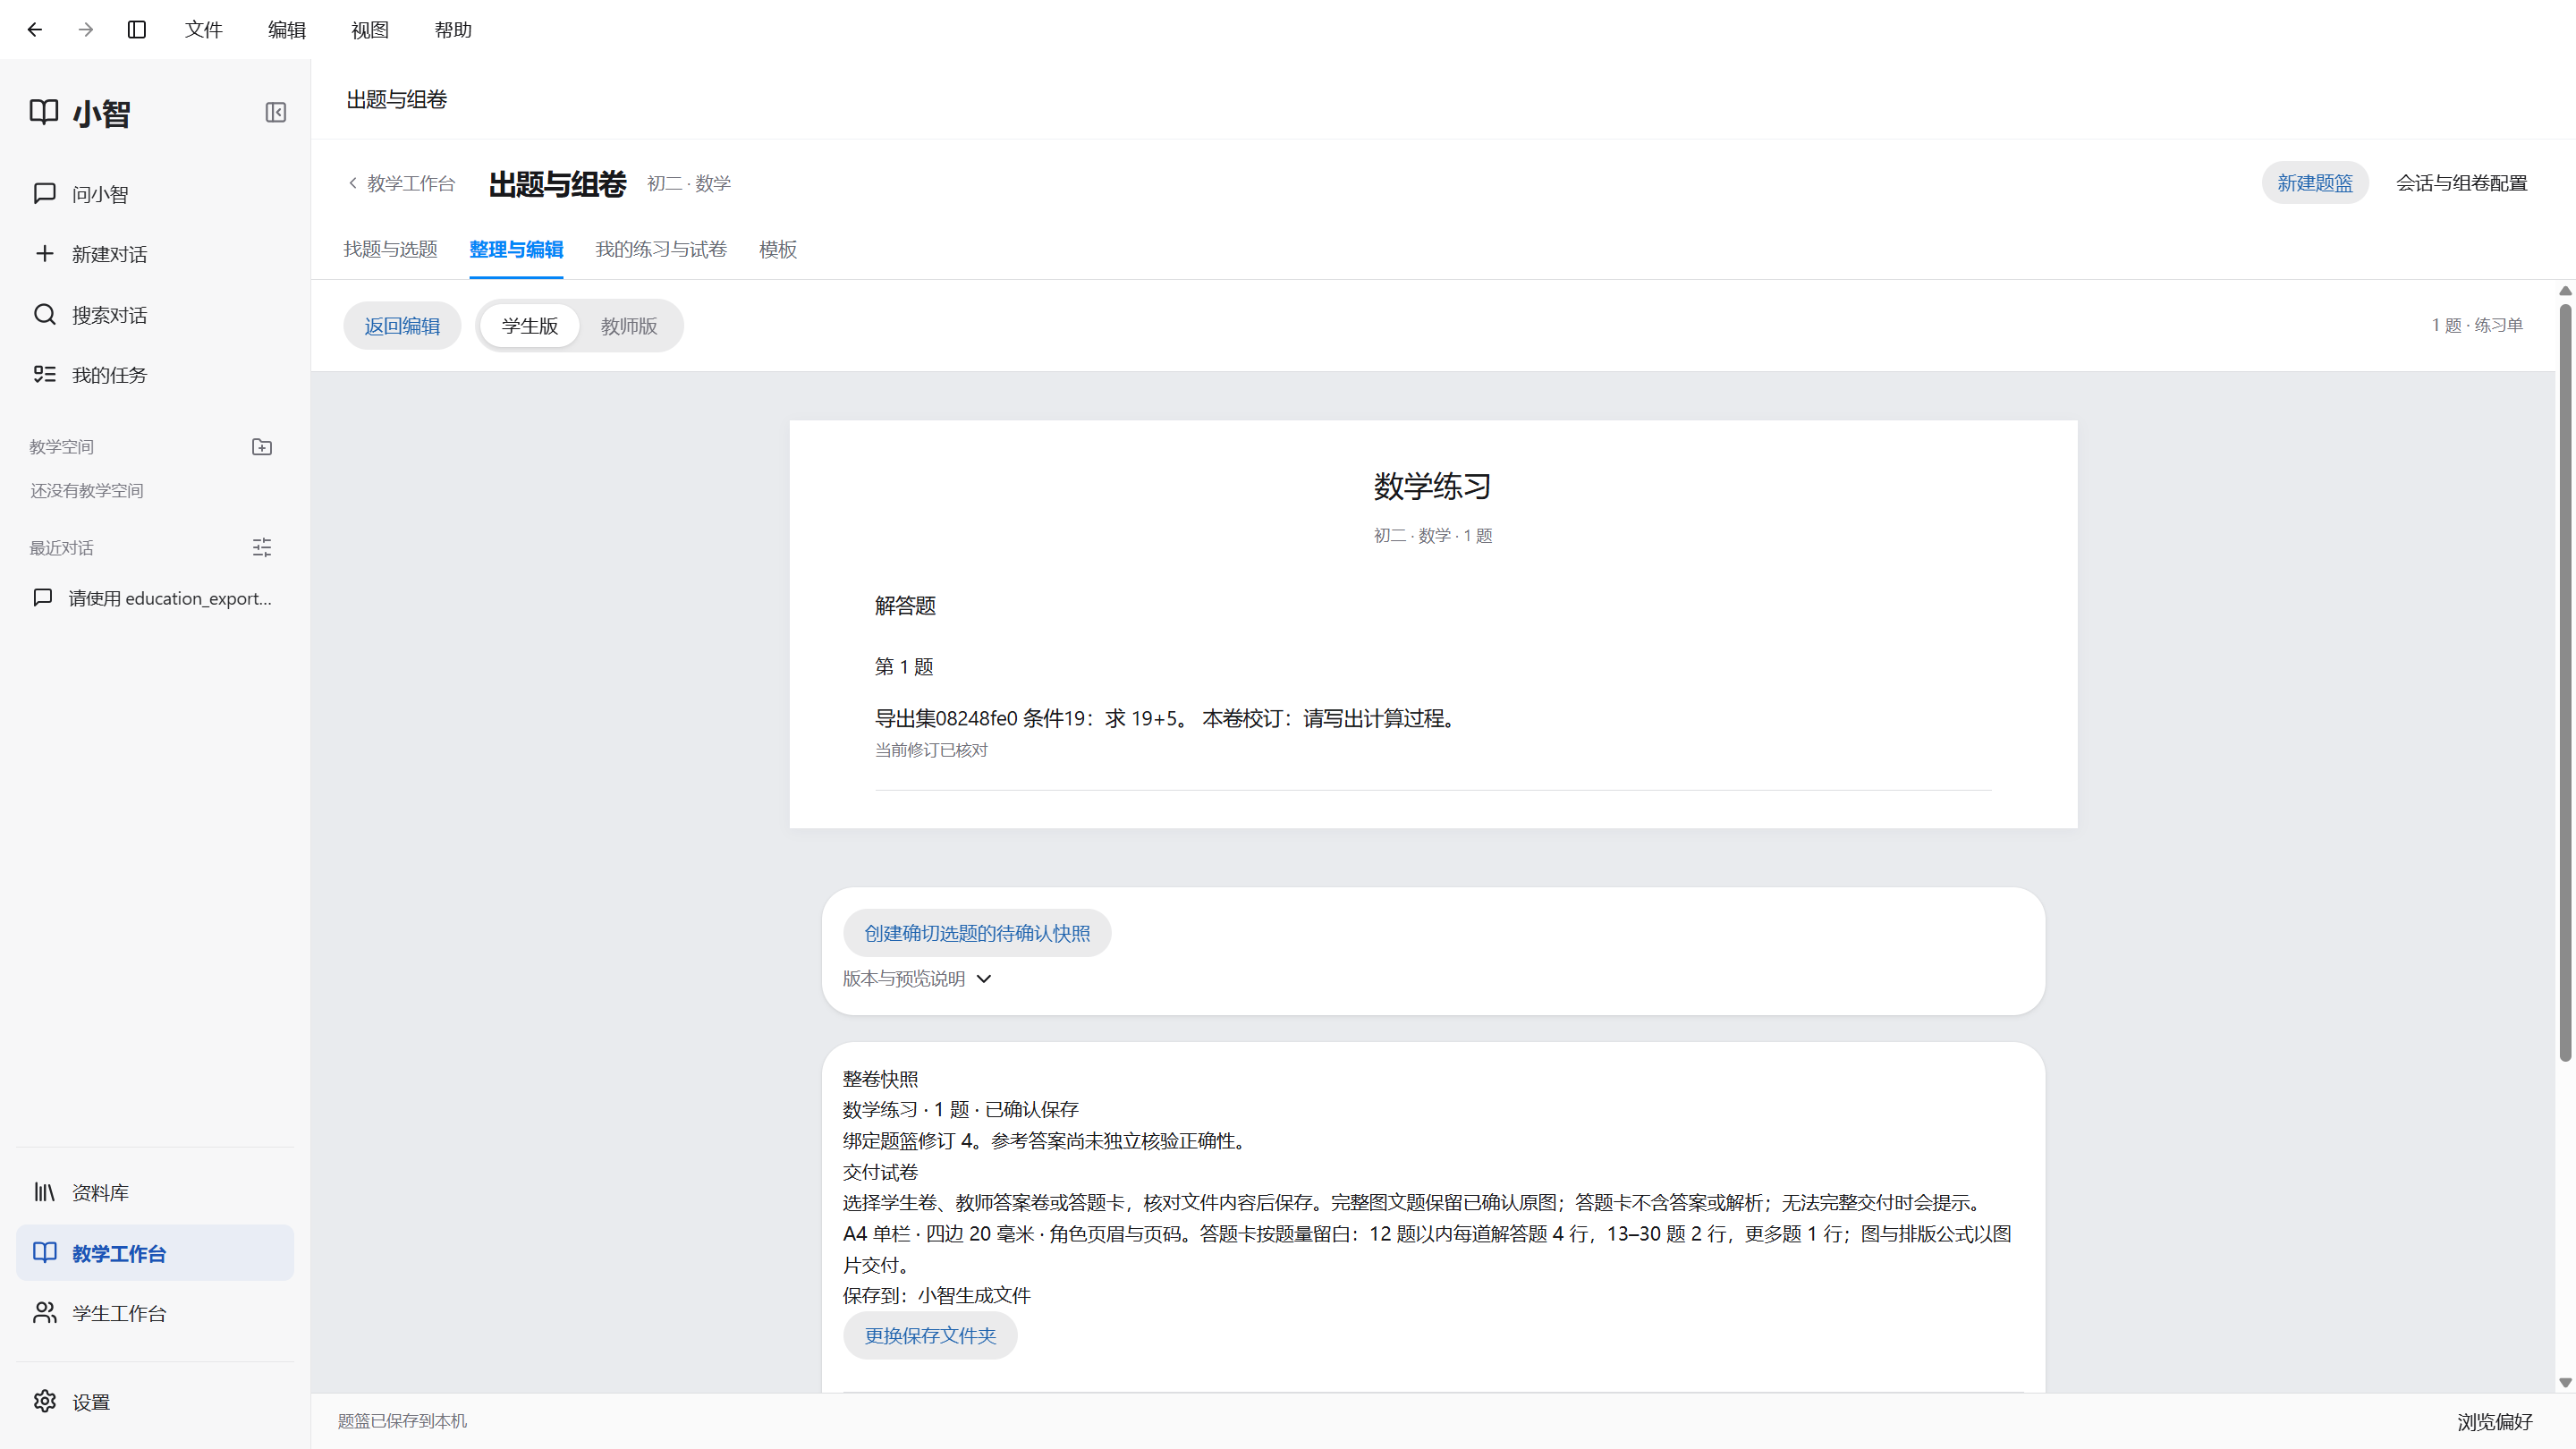 文件 编辑 视图 帮助
小智
问小智
新建对话
搜索对话
我的任务
教学空间
还没有教学空间
最近对话
请使用 education_export...
资料库
教学工作台
学生工作台
设置
出题与组卷
教学工作台 出题与组卷 初二 · 数学 新建题篮 会话与组卷配置
找题与选题 整理与编辑 我的练习与试卷 模板
返回编辑 学生版 教师版 1 题 · 练习单
数学练习
初二 · 数学 · 1 题
解答题
第 1 题
导出集08248fe0 条件19：求 19+5。 本卷校订：请写出计算过程。
当前修订已核对
创建确切选题的待确认快照
版本与预览说明
整卷快照
数学练习 · 1 题 · 已确认保存
绑定题篮修订 4。参考答案尚未独立核验正确性。
交付试卷
选择学生卷、教师答案卷或答题卡，核对文件内容后保存。完整图文题保留已确认原图；答题卡不含答案或解析；无法完整交付时会提示。
A4 单栏 · 四边 20 毫米 · 角色页眉与页码。答题卡按题量留白：12 题以内每道解答题 4 行，13–30 题 2 行，更多题 1 行；图与排版公式以图
片交付。
保存到：小智生成文件
更换保存文件夹
题篮已保存到本机 浏览偏好